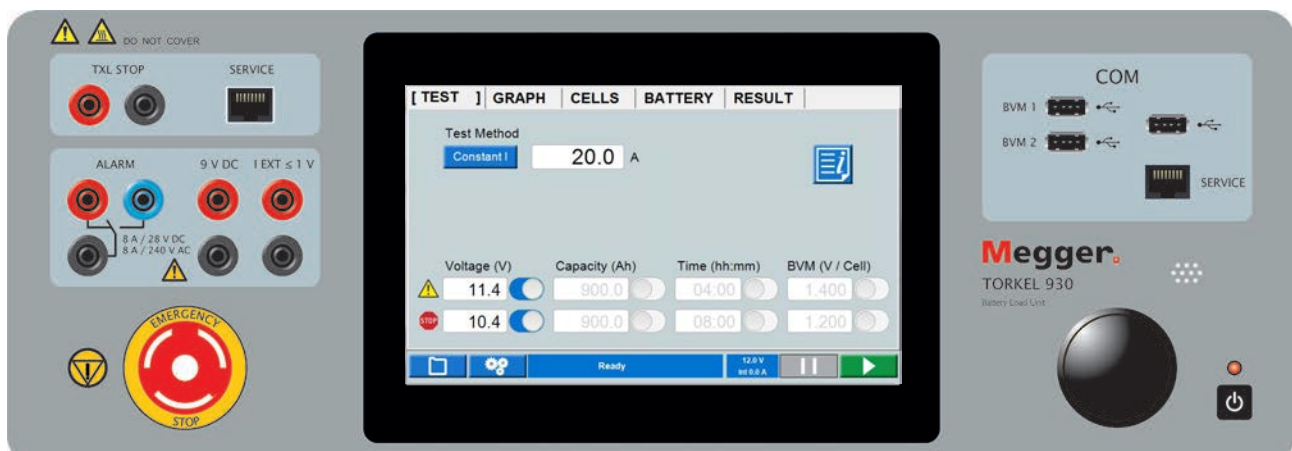 DO NOT COVER
TXL STOP
SERVICE
ALARM
9 V DC
I EXT ≤ 1 V
8 A / 28 V DC
8 A / 240 V AC
EMERGENCY
STOP
[ TEST ] GRAPH CELLS BATTERY RESULT
Test Method
Constant I 20.0 A
Voltage (V) Capacity (Ah) Time (hh:mm) BVM (V / Cell)
11.4 900.0 04:00 1.400
STOP 10.4 900.0 08:00 1.200
Ready
12.0 V
Int 0.0 A
COM
BVM 1
BVM 2
SERVICE
Megger.
TORKEL 930
Battery Load Unit